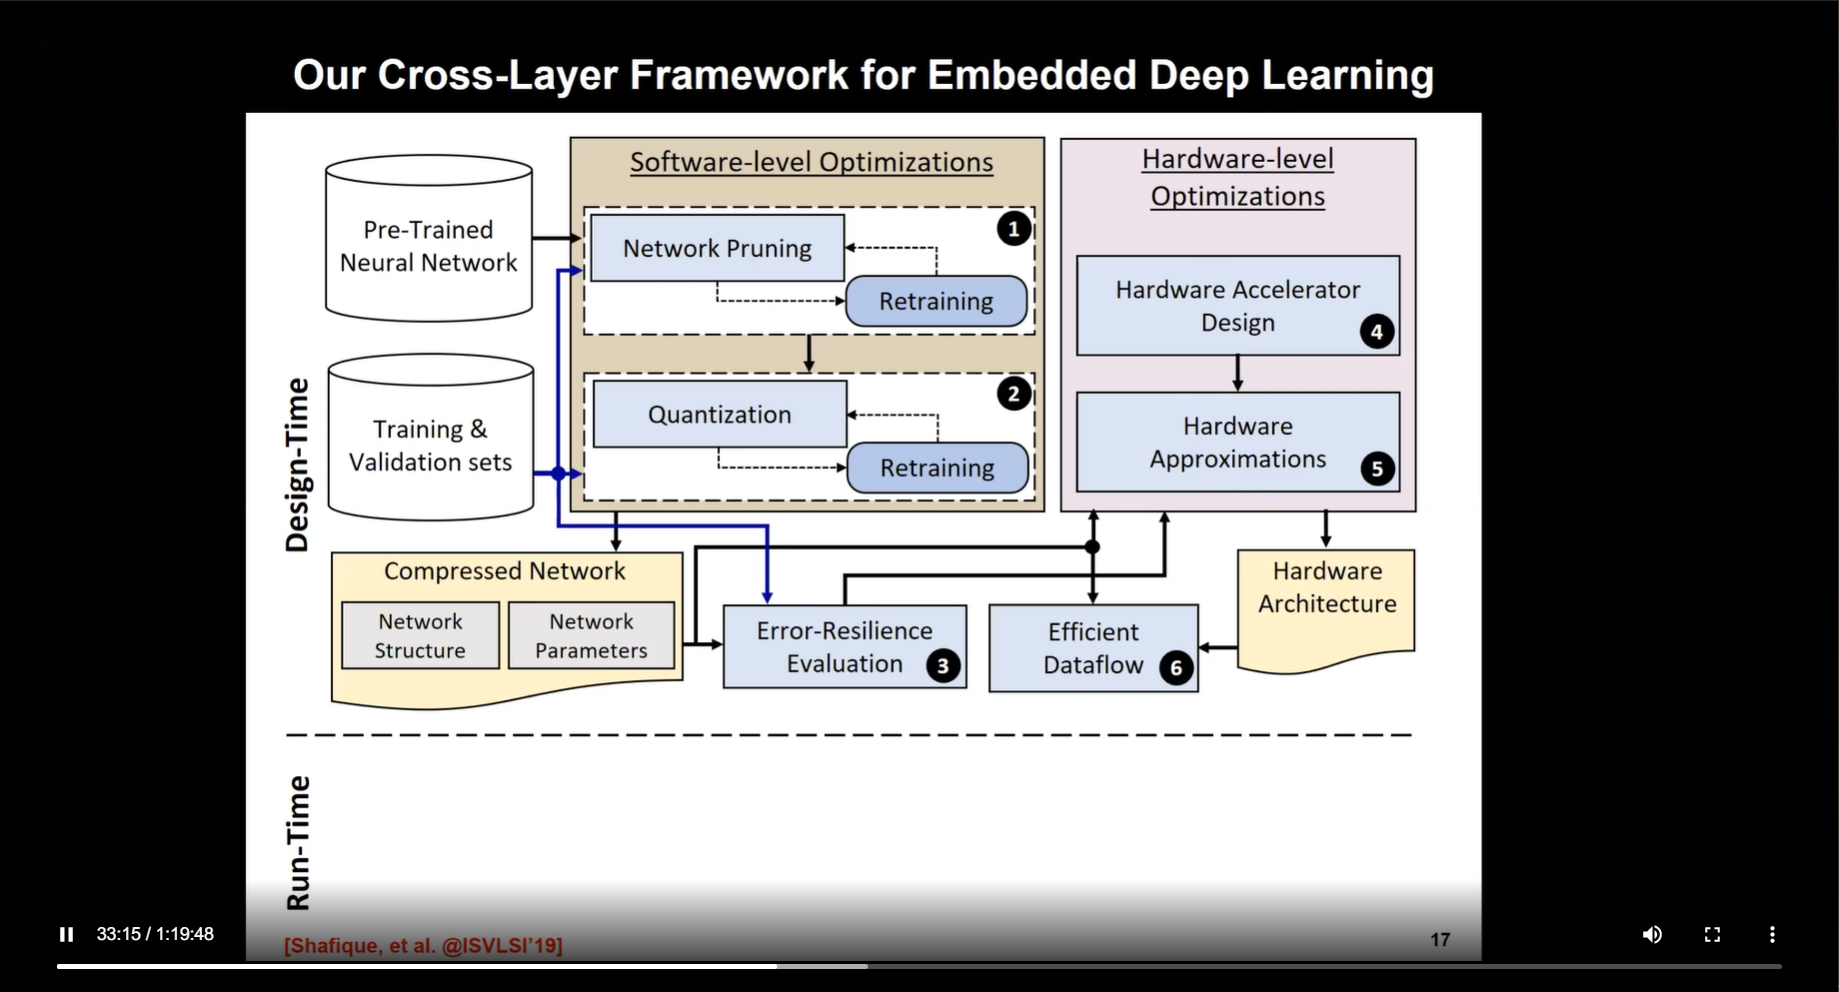 Our Cross-Layer Framework for Embedded Deep Learning
Design-Time
Pre-Trained
Neural Network
Training &
Validation sets
Software-level Optimizations
Network Pruning
1
Retraining
Quantization
2
Retraining
Hardware-level
Optimizations
Hardware Accelerator
Design
4
Hardware
Approximations
5
Compressed Network
Network
Structure
Network
Parameters
Error-Resilience
Evaluation
3
Efficient
Dataflow
6
Hardware
Architecture
Run-Time
33:15 / 1:19:48
[Shafique, et al. @ISVLSI'19]
17